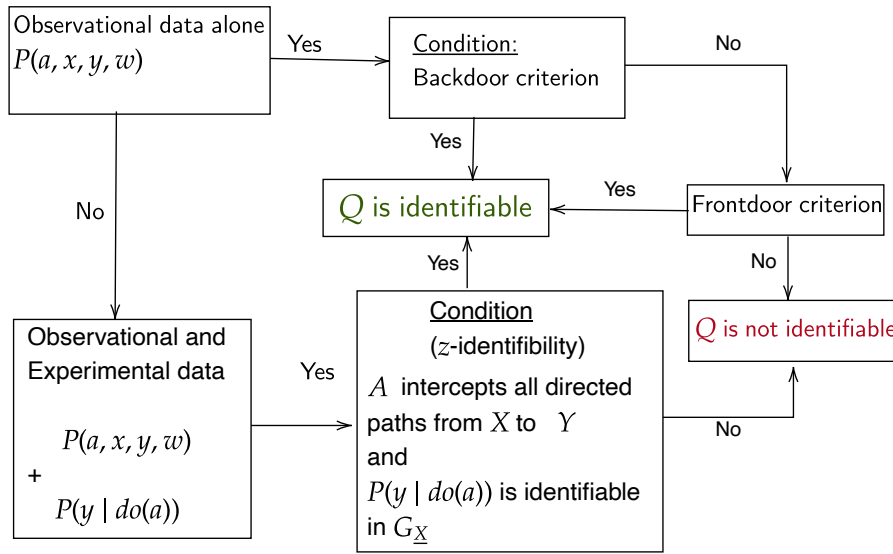 Observational data alone
P(a, x, y, w)
Yes
Condition:
Backdoor criterion
No
Yes
No
Q is identifiable
Yes
Frontdoor criterion
Yes
No
Observational and
Experimental data
P(a, x, y, w)
+
P(y | do(a))
Yes
Condition
(z-identifibility)
A intercepts all directed
paths from X to Y
and
P(y | do(a)) is identifiable
in G_X
Q is not identifiable
No